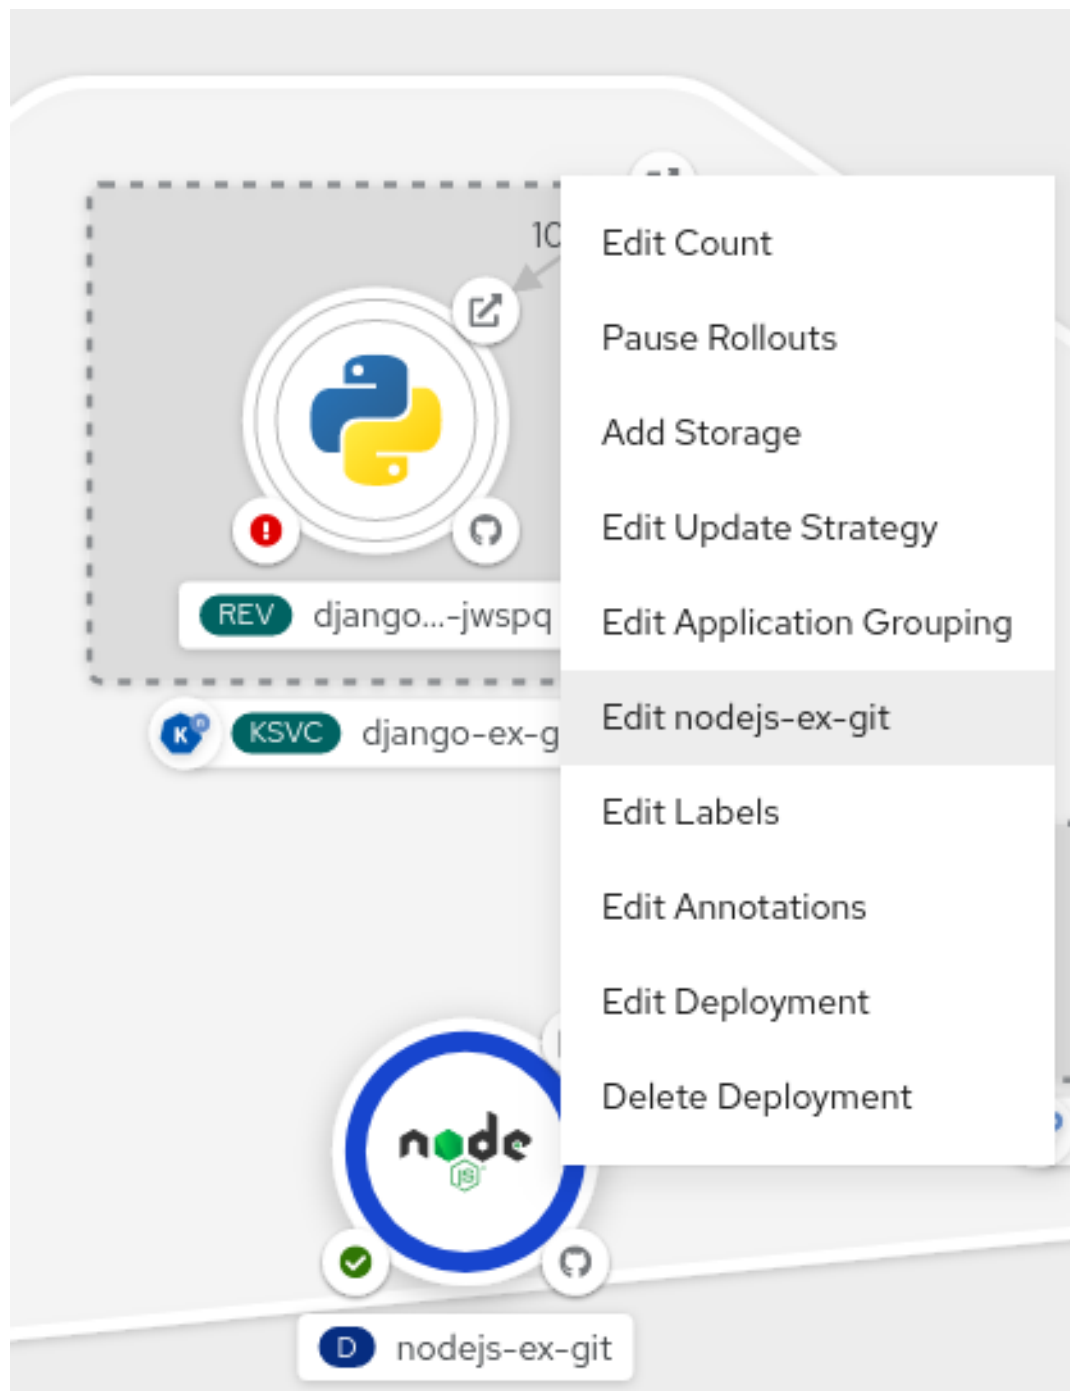 10
Edit Count
Pause Rollouts
Add Storage
Edit Update Strategy
REV django...-jwspq
Edit Application Grouping
Edit nodejs-ex-git
K n KSVC django-ex-g
Edit Labels
Edit Annotations
Edit Deployment
Delete Deployment
node
JS
D nodejs-ex-git